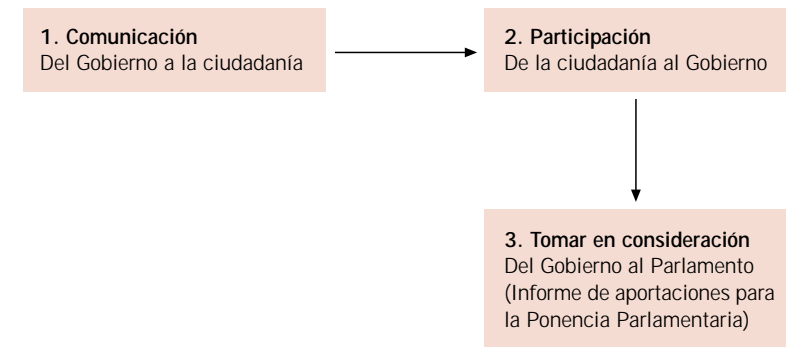 1. Comunicación
Del Gobierno a la ciudadanía
2. Participación
De la ciudadanía al Gobierno
3. Tomar en consideración
Del Gobierno al Parlamento
(Informe de aportaciones para
la Ponencia Parlamentaria)